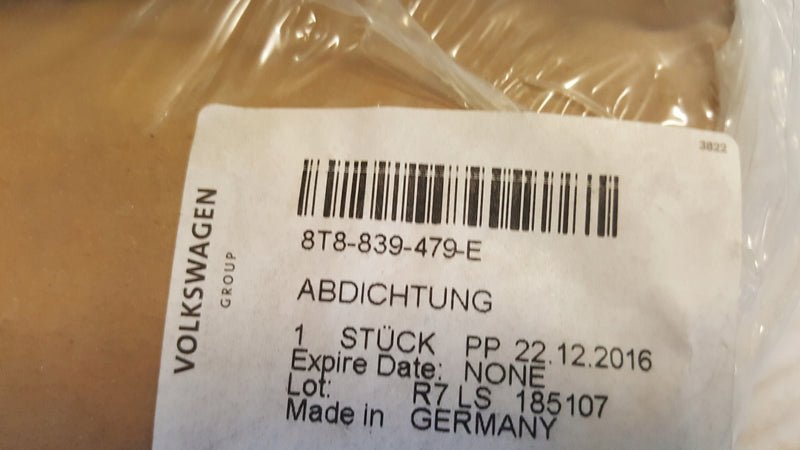 3822
VOLKSWAGEN
GROUP
8T8-839-479-E
ABDICHTUNG
1 STÜCK PP 22.12.2016
Expire Date: NONE
Lot: R7 LS 185107
Made in GERMANY